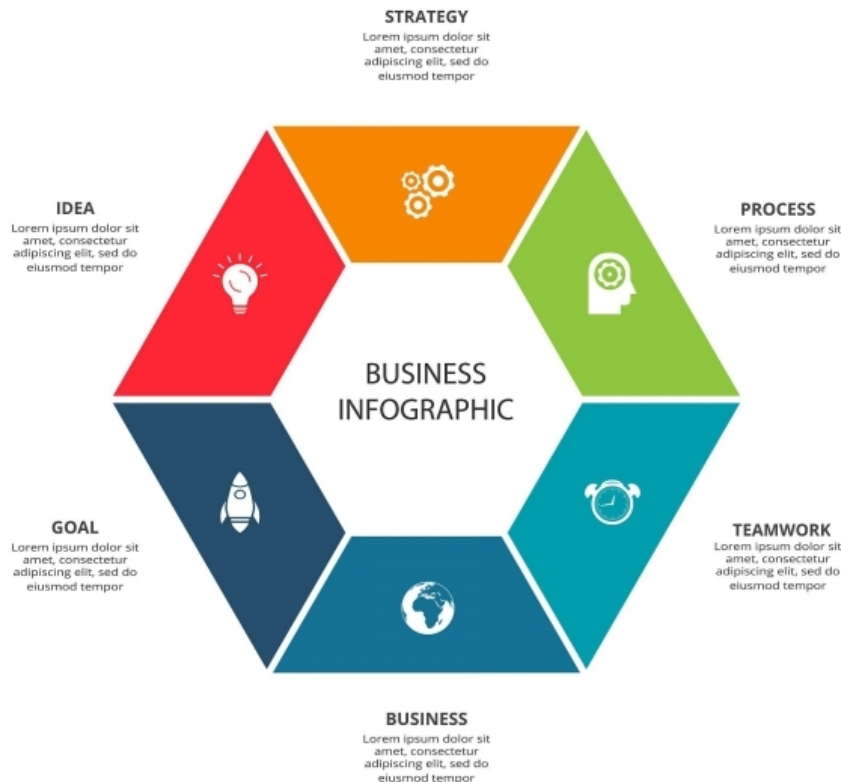 STRATEGY
Lorem ipsum dolor sit
amet, consectetur
adipiscing elit, sed do
eiusmod tempor
IDEA
Lorem ipsum dolor sit
amet, consectetur
adipiscing elit, sed do
eiusmod tempor
PROCESS
Lorem ipsum dolor sit
amet, consectetur
adipiscing elit, sed do
eiusmod tempor
BUSINESS
INFOGRAPHIC
GOAL
Lorem ipsum dolor sit
amet, consectetur
adipiscing elit, sed do
eiusmod tempor
TEAMWORK
Lorem ipsum dolor sit
amet, consectetur
adipiscing elit, sed do
eiusmod tempor
BUSINESS
Lorem ipsum dolor sit
amet, consectetur
adipiscing elit, sed do
eiusmod tempor